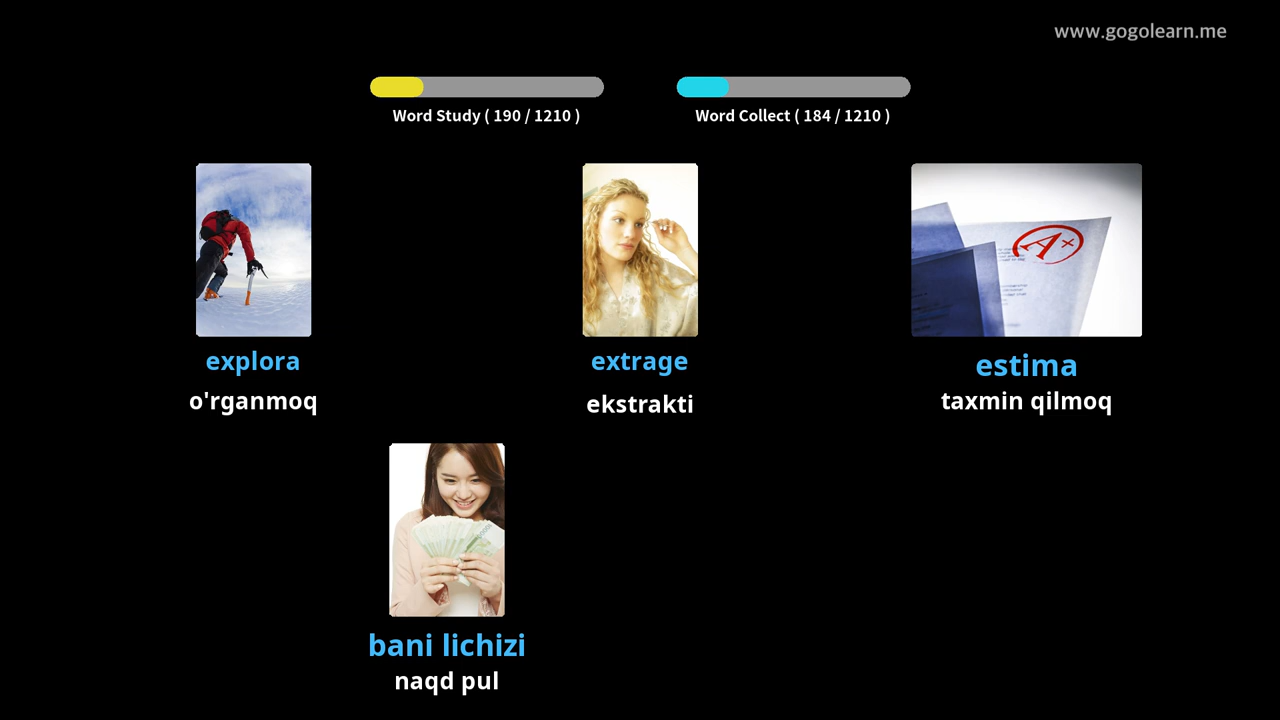 www.gogolearn.me
Word Study ( 190 / 1210 )
Word Collect ( 184 / 1210 )
A+
explora
o'rganmoq
extrage
ekstrakti
estima
taxmin qilmoq
bani lichizi
naqd pul